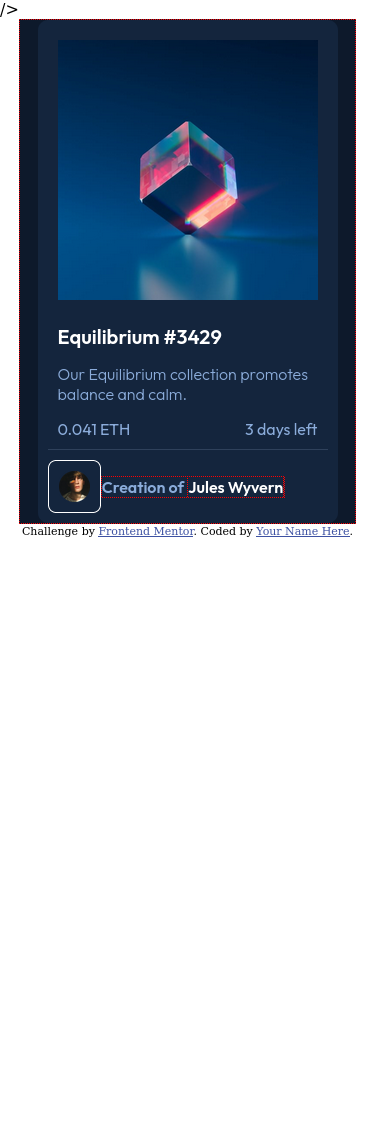 />
Equilibrium #3429
Our Equilibrium collection promotes
balance and calm.
0.041 ETH 3 days left
Creation of Jules Wyvern
Challenge by Frontend Mentor. Coded by Your Name Here.